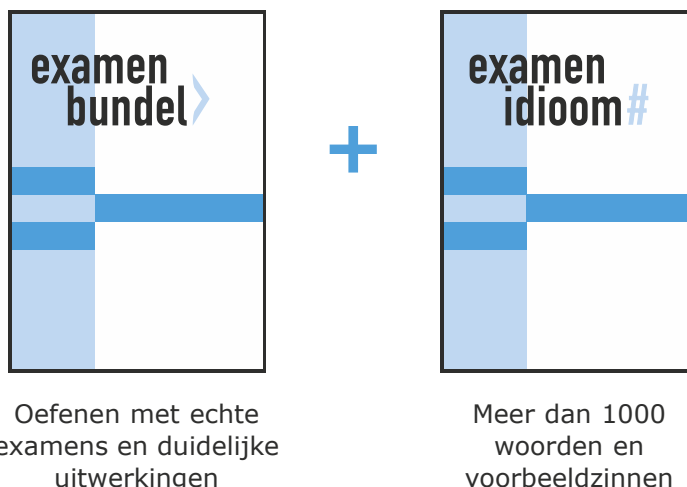 examen
bundel>
+
examen
idioom#
Oefenen met echte
examens en duidelijke
uitwerkingen
Meer dan 1000
woorden en
voorbeeldzinnen